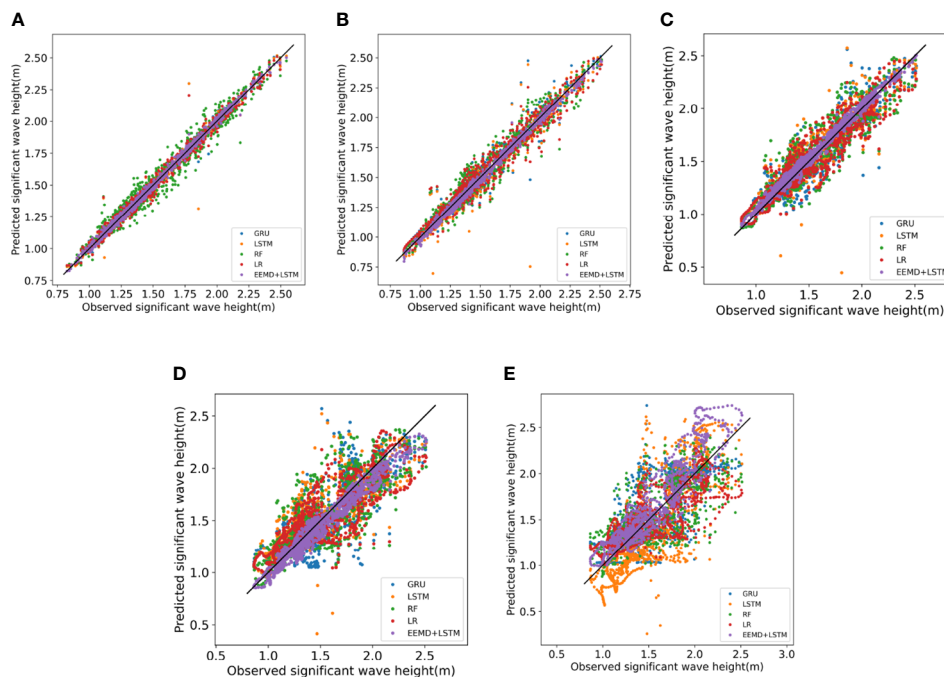 A
Predicted significant wave height(m)
2.50
2.25
2.00
1.75
1.50
1.25
1.00
0.75
GRU
LSTM
RF
LR
EEMD+LSTM
0.75 1.00 1.25 1.50 1.75 2.00 2.25 2.50
Observed significant wave height(m)
B
Predicted significant wave height(m)
2.50
2.25
2.00
1.75
1.50
1.25
1.00
0.75
GRU
LSTM
RF
LR
EEMD+LSTM
0.75 1.00 1.25 1.50 1.75 2.00 2.25 2.50 2.75
Observed significant wave height(m)
C
Predicted significant wave height(m)
2.5
2.0
1.5
1.0
0.5
GRU
LSTM
RF
LR
EEMD+LSTM
1.0 1.5 2.0 2.5
Observed significant wave height(m)
D
Predicted significant wave height(m)
2.5
2.0
1.5
1.0
0.5
GRU
LSTM
RF
LR
EEMD+LSTM
0.5 1.0 1.5 2.0 2.5
Observed significant wave height(m)
E
Predicted significant wave height(m)
2.5
2.0
1.5
1.0
0.5
GRU
LSTM
RF
LR
EEMD+LSTM
0.5 1.0 1.5 2.0 2.5 3.0
Observed significant wave height(m)